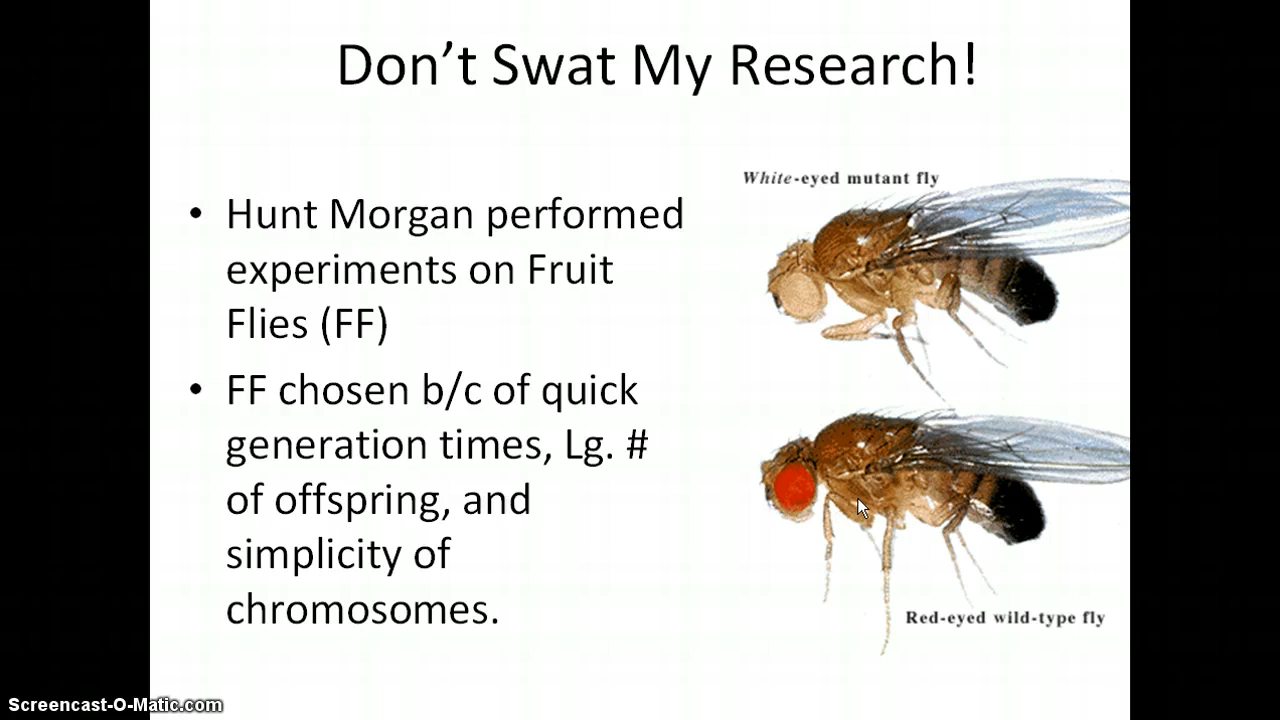 Don't Swat My Research!
• Hunt Morgan performed
experiments on Fruit
Flies (FF)
• FF chosen b/c of quick
generation times, Lg. #
of offspring, and
simplicity of
chromosomes.
White-eyed mutant fly
Red-eyed wild-type fly
Screencast-O-Matic.com